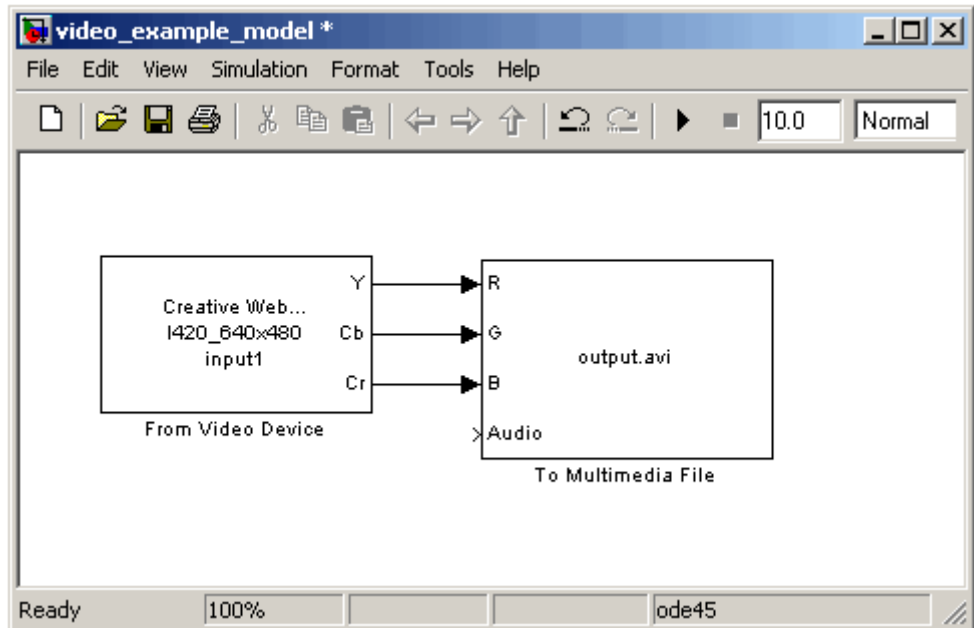 video_example_model *
File Edit View Simulation Format Tools Help
10.0 Normal
Creative Web...
I420_640x480
input1
Y
Cb
Cr
From Video Device
R
G
B
Audio
output.avi
To Multimedia File
Ready 100% ode45